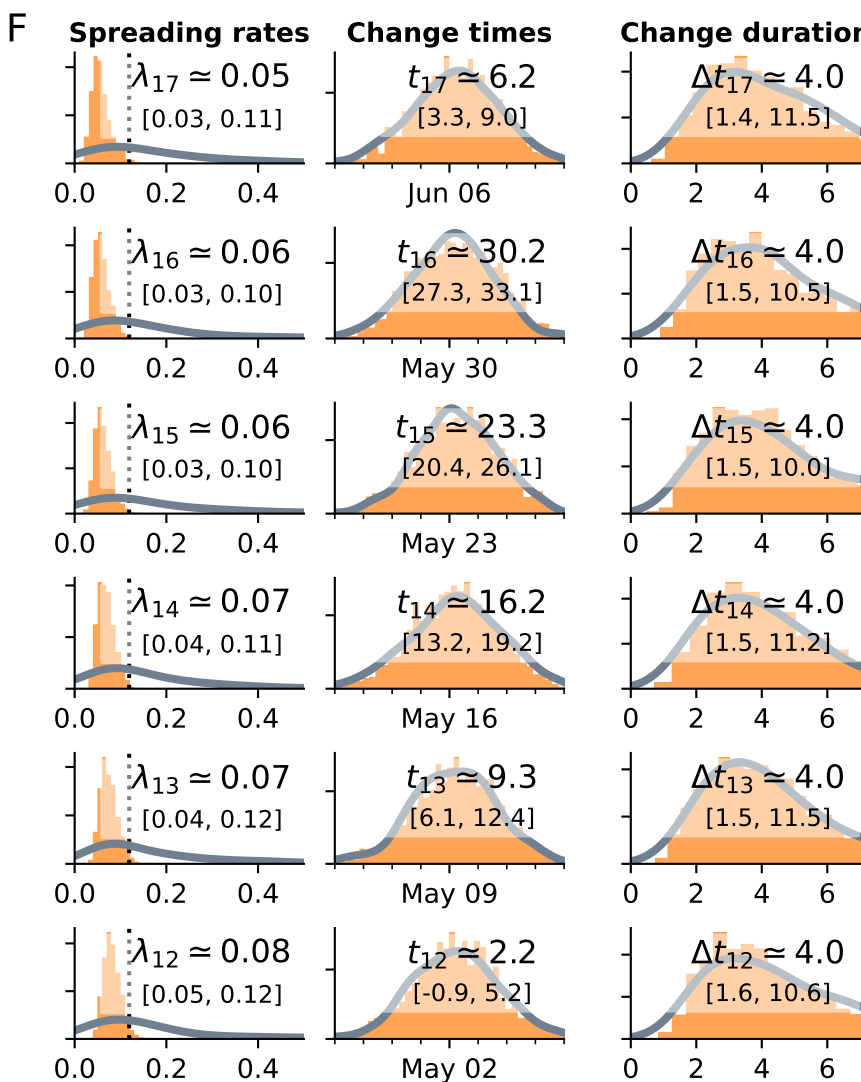 F
Spreading rates Change times Change duration
λ17 ≃ 0.05 t17 ≃ 6.2 Δt17 ≃ 4.0
[0.03, 0.11] [3.3, 9.0] [1.4, 11.5]
0.0 0.2 0.4 Jun 06 0 2 4 6
λ16 ≃ 0.06 t16 ≃ 30.2 Δt16 ≃ 4.0
[0.03, 0.10] [27.3, 33.1] [1.5, 10.5]
0.0 0.2 0.4 May 30 0 2 4 6
λ15 ≃ 0.06 t15 ≃ 23.3 Δt15 ≃ 4.0
[0.03, 0.10] [20.4, 26.1] [1.5, 10.0]
0.0 0.2 0.4 May 23 0 2 4 6
λ14 ≃ 0.07 t14 ≃ 16.2 Δt14 ≃ 4.0
[0.04, 0.11] [13.2, 19.2] [1.5, 11.2]
0.0 0.2 0.4 May 16 0 2 4 6
λ13 ≃ 0.07 t13 ≃ 9.3 Δt13 ≃ 4.0
[0.04, 0.12] [6.1, 12.4] [1.5, 11.5]
0.0 0.2 0.4 May 09 0 2 4 6
λ12 ≃ 0.08 t12 ≃ 2.2 Δt12 ≃ 4.0
[0.05, 0.12] [-0.9, 5.2] [1.6, 10.6]
0.0 0.2 0.4 May 02 0 2 4 6